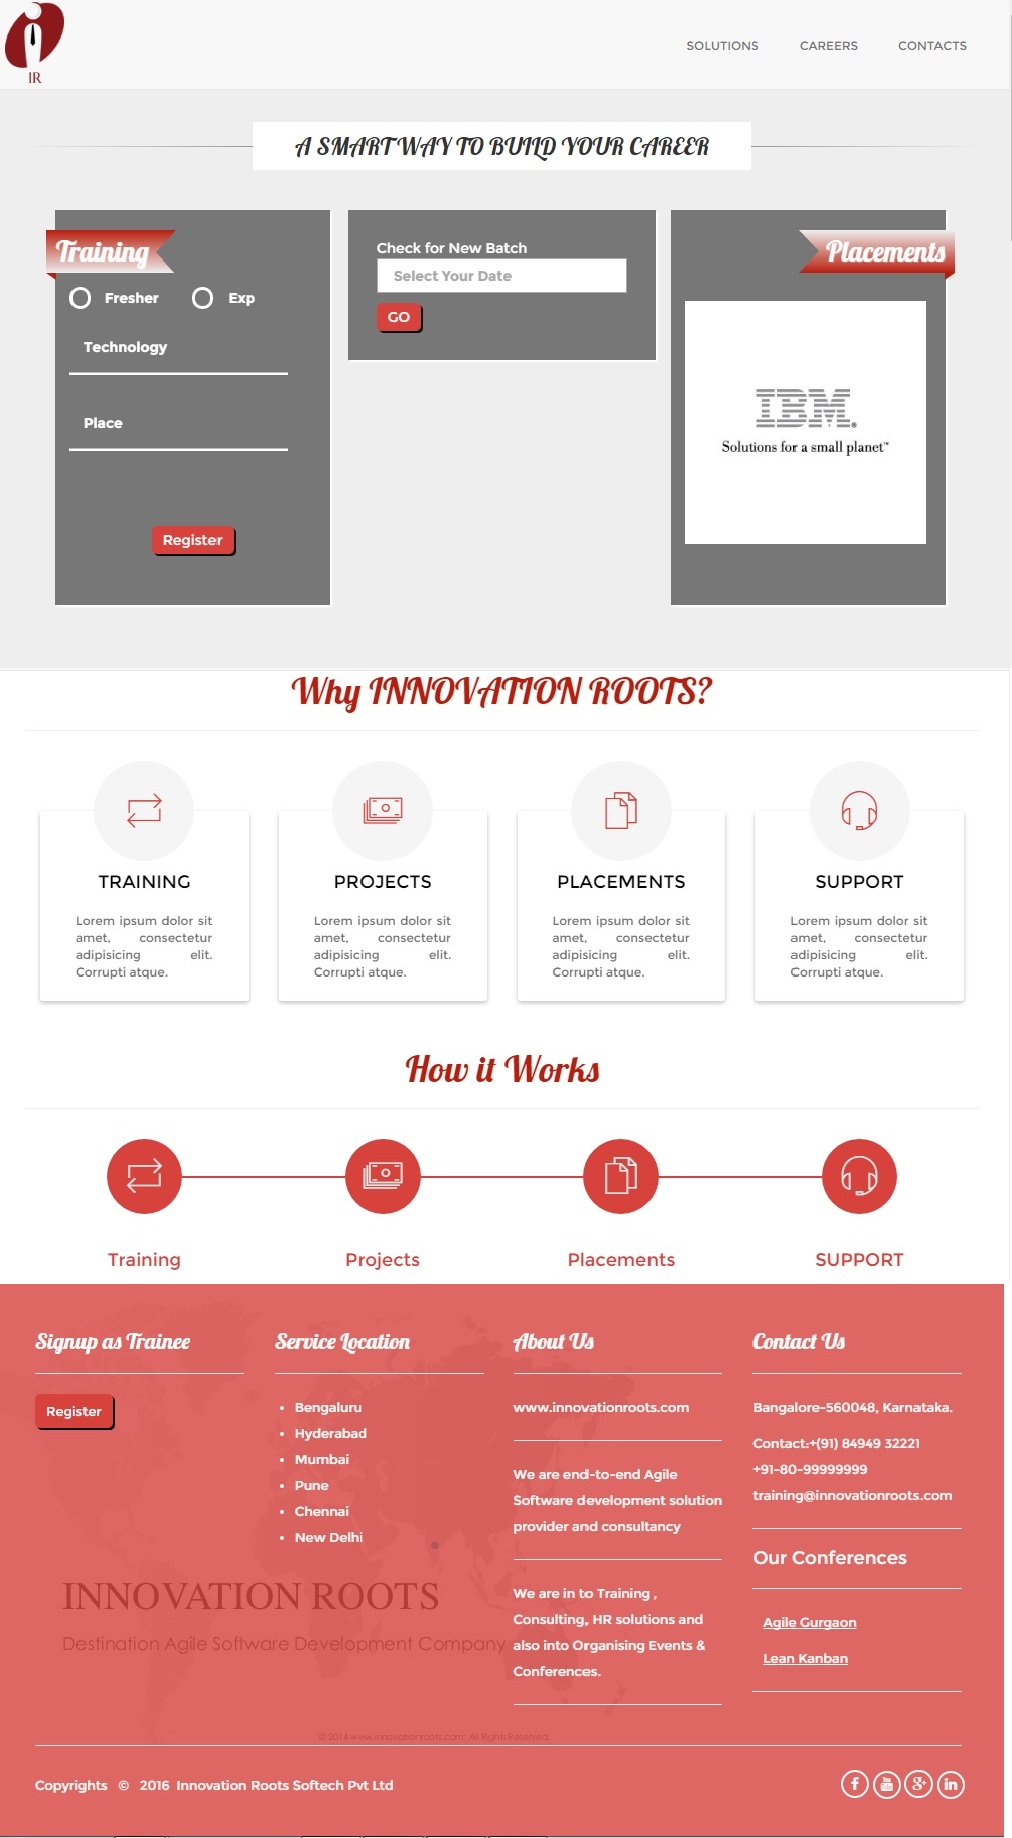 IR
SOLUTIONS CAREERS CONTACTS
A SMART WAY TO BUILD YOUR CAREER
Training
Fresher Exp
Technology
Place
Register
Check for New Batch
Select Your Date
GO
Placements
IBM®
Solutions for a small planet™
Why INNOVATION ROOTS?
TRAINING
Lorem ipsum dolor sit
amet, consectetur
adipisicing elit.
Corrupti atque.
PROJECTS
Lorem ipsum dolor sit
amet, consectetur
adipisicing elit.
Corrupti atque.
PLACEMENTS
Lorem ipsum dolor sit
amet, consectetur
adipisicing elit.
Corrupti atque.
SUPPORT
Lorem ipsum dolor sit
amet, consectetur
adipisicing elit.
Corrupti atque.
How it Works
Training Projects Placements SUPPORT
Signup as Trainee
Register
Service Location
• Bengaluru
• Hyderabad
• Mumbai
• Pune
• Chennai
• New Delhi
INNOVATION ROOTS
Destination Agile Software Development Company
About Us
www.innovationroots.com
We are end-to-end Agile
Software development solution
provider and consultancy
We are in to Training ,
Consulting, HR solutions and
also into Organising Events &
Conferences.
Contact Us
Bangalore-560048, Karnataka.
Contact:+(91) 84949 32221
+91-80-99999999
training@innovationroots.com
Our Conferences
Agile Gurgaon
Lean Kanban
© 2014 www.innovationroots.com; All Rights Reserved.
Copyrights © 2016 Innovation Roots Softech Pvt Ltd
f You Tube g+ in